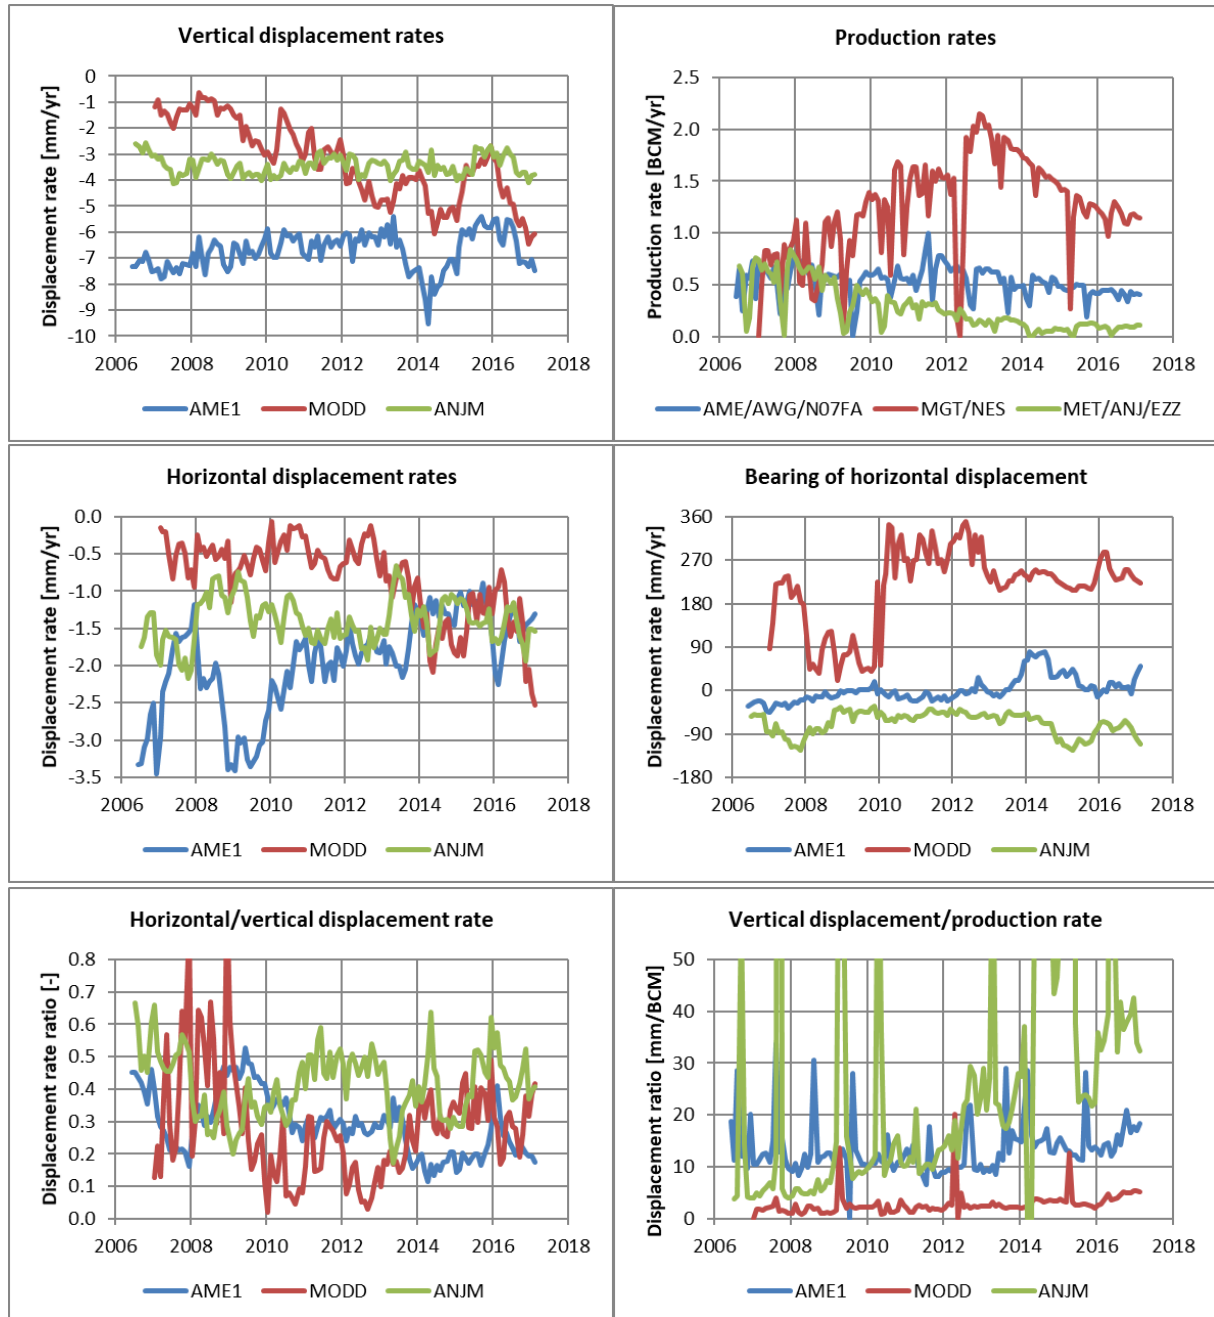 Vertical displacement rates
Displacement rate [mm/yr]
0
-1
-2
-3
-4
-5
-6
-7
-8
-9
-10
2006 2008 2010 2012 2014 2016 2018
AME1 MODD ANJM
Production rates
Production rate [BCM/yr]
2.5
2.0
1.5
1.0
0.5
0.0
2006 2008 2010 2012 2014 2016 2018
AME/AWG/N07FA MGT/NES MET/ANJ/EZZ
Horizontal displacement rates
Displacement rate [mm/yr]
0.0
-0.5
-1.0
-1.5
-2.0
-2.5
-3.0
-3.5
2006 2008 2010 2012 2014 2016 2018
AME1 MODD ANJM
Bearing of horizontal displacement
Displacement rate [mm/yr]
360
270
180
90
0
-90
-180
2006 2008 2010 2012 2014 2016 2018
AME1 MODD ANJM
Horizontal/vertical displacement rate
Displacement rate ratio [-]
0.8
0.7
0.6
0.5
0.4
0.3
0.2
0.1
0.0
2006 2008 2010 2012 2014 2016 2018
AME1 MODD ANJM
Vertical displacement/production rate
Displacement ratio [mm/BCM]
50
40
30
20
10
0
2006 2008 2010 2012 2014 2016 2018
AME1 MODD ANJM